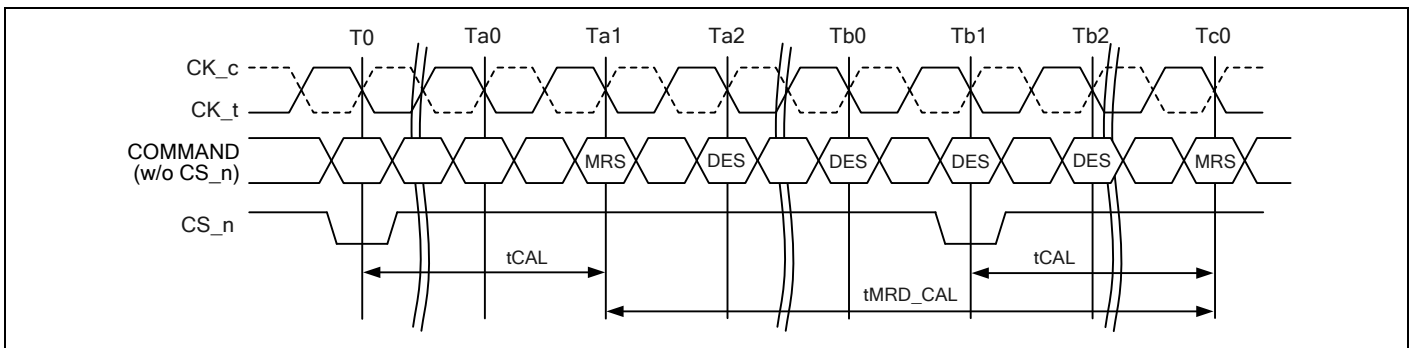 T0 Ta0 Ta1 Ta2 Tb0 Tb1 Tb2 Tc0
CK_c
CK_t
COMMAND
(w/o CS_n)
MRS DES DES DES DES MRS
CS_n
tCAL tCAL
tMRD_CAL